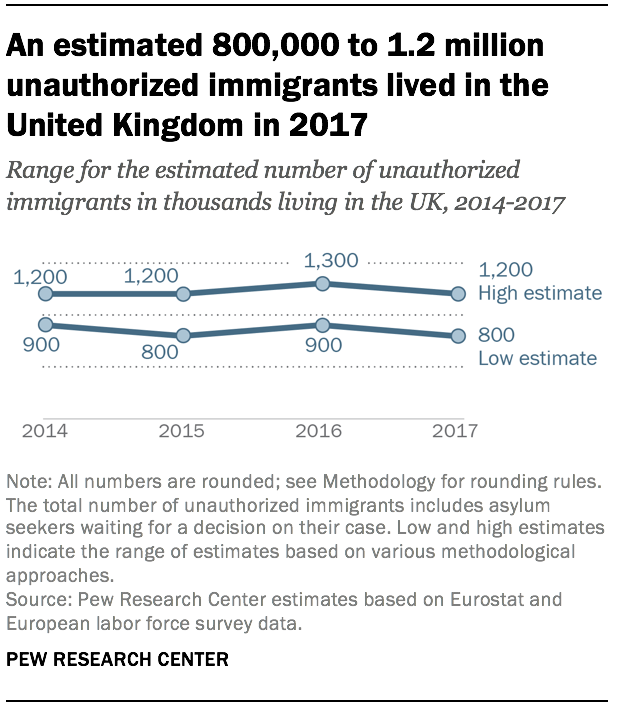 An estimated 800,000 to 1.2 million
unauthorized immigrants lived in the
United Kingdom in 2017
Range for the estimated number of unauthorized
immigrants in thousands living in the UK, 2014-2017
1,200
1,200
1,300
1,200
High estimate
900
800
900
800
Low estimate
2014
2015
2016
2017
Note: All numbers are rounded; see Methodology for rounding rules.
The total number of unauthorized immigrants includes asylum
seekers waiting for a decision on their case. Low and high estimates
indicate the range of estimates based on various methodological
approaches.
Source: Pew Research Center estimates based on Eurostat and
European labor force survey data.
PEW RESEARCH CENTER